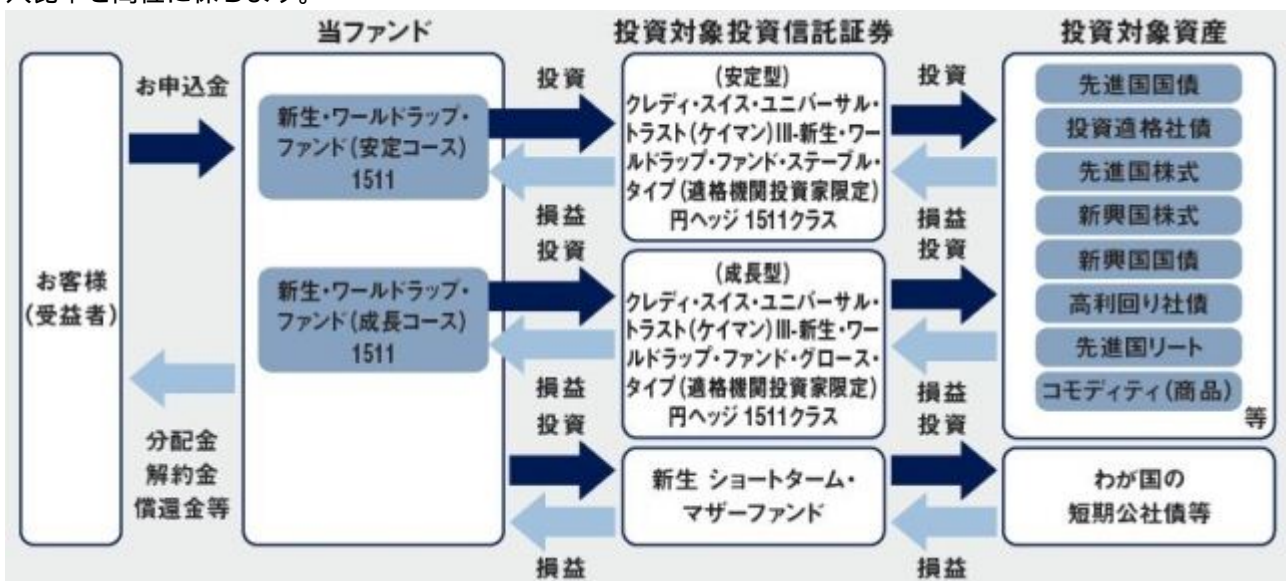 当ファンド
投資対象投資信託証券
投資対象資産
お客様
(受益者)
お申込金
分配金
解約金
償還金等
新生・ワールドラップ・
ファンド(安定コース)
1511
新生・ワールドラップ・
ファンド(成長コース)
1511
投資
損益
投資
損益
投資
損益
(安定型)
クレディ・スイス・ユニバーサル・
トラスト(ケイマン)III-新生・ワー
ルドラップ・ファンド・ステーブル・
タイプ(適格機関投資家限定)
円ヘッジ 1511クラス
(成長型)
クレディ・スイス・ユニバーサル・
トラスト(ケイマン)III-新生・ワー
ルドラップ・ファンド・グロース・
タイプ(適格機関投資家限定)
円ヘッジ 1511クラス
新生 ショートターム・
マザーファンド
投資
損益
投資
損益
投資
損益
先進国国債
投資適格社債
先進国株式
新興国株式
新興国国債
高利回り社債
先進国リート
コモディティ(商品)
等
わが国の
短期公社債等